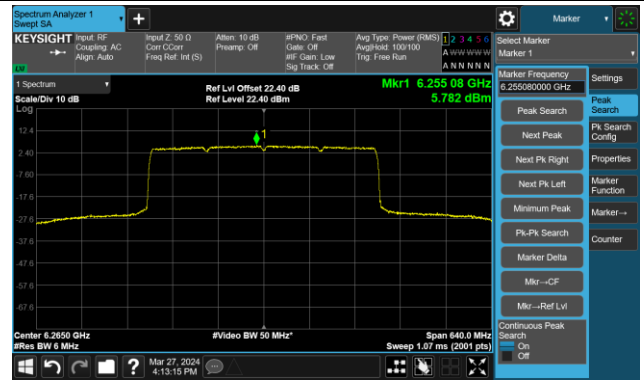 Spectrum Analyzer 1
Swept SA
Marker
KEYSIGHT
Input: RF
Coupling: AC
Align: Auto
Input Z: 50 Ω
Corr CCorr
Freq Ref: Int (S)
Atten: 10 dB
Preamp: Off
#PNO: Fast
Gate: Off
#IF Gain: Low
Sig Track: Off
Avg Type: Power (RMS)
Avg|Hold: 100/100
Trig: Free Run
1 2 3 4 5 6
A W W W W W
A N N N N N
LNI
Select Marker
Marker 1
1 Spectrum
Scale/Div 10 dB
Log
Ref Lvl Offset 22.40 dB
Ref Level 22.40 dBm
Mkr1 6.255 08 GHz
5.782 dBm
12.4
2.40
-7.60
-17.6
-27.6
-37.6
-47.6
-57.6
-67.6
1
Center 6.2650 GHz
#Res BW 6 MHz
#Video BW 50 MHz*
Span 640.0 MHz
Sweep 1.07 ms (2001 pts)
Marker Frequency
6.255080000 GHz
Peak Search
Next Peak
Next Pk Right
Next Pk Left
Minimum Peak
Pk-Pk Search
Marker Delta
Mkr→CF
Mkr→Ref Lvl
Continuous Peak
Search
On
Off
Settings
Peak
Search
Pk Search
Config
Properties
Marker
Function
Marker→
Counter
?
Mar 27, 2024
4:13:15 PM